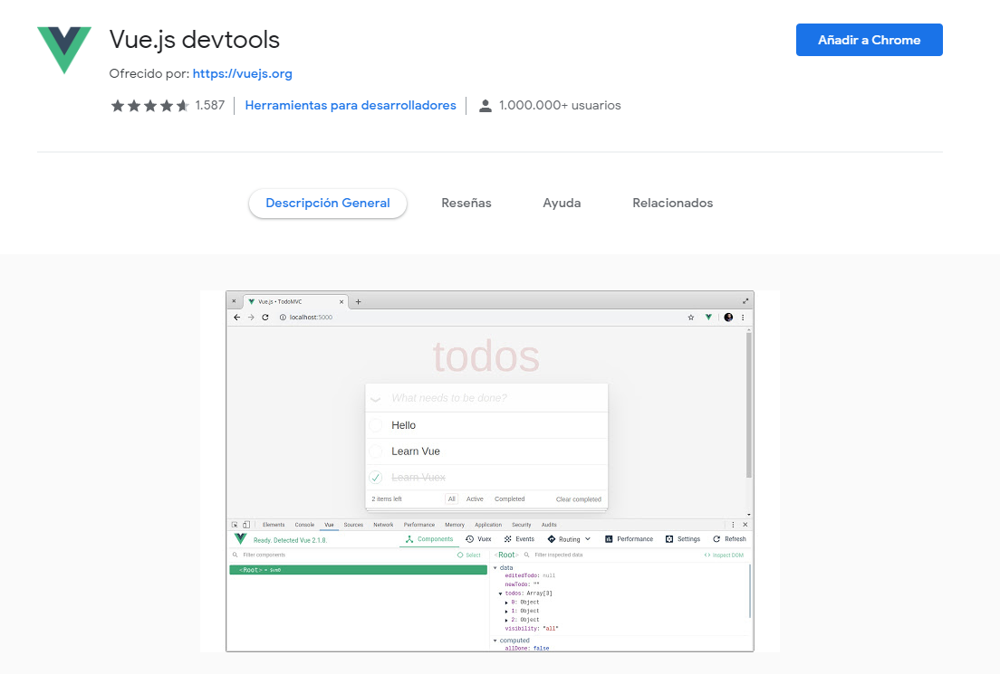 Vue.js devtools
Añadir a Chrome
Ofrecido por: https://vuejs.org
1.587 Herramientas para desarrolladores 1.000.000+ usuarios
Descripción General Reseñas Ayuda Relacionados
Vue.js • TodoMVC
localhost:5000
todos
What needs to be done?
Hello
Learn Vue
Learn Vuex
2 items left All Active Completed Clear completed
Elements Console Vue Sources Network Performance Memory Application Security Audits
Ready. Detected Vue 2.1.8. Components Vuex Events Routing Performance Settings Refresh
Filter components Select <Root> Filter inspected data <> Inspect DOM
<Root> = $vm0
data
editedTodo: null
newTodo: ""
todos: Array[3]
0: Object
1: Object
2: Object
visibility: "all"
computed
allDone: false